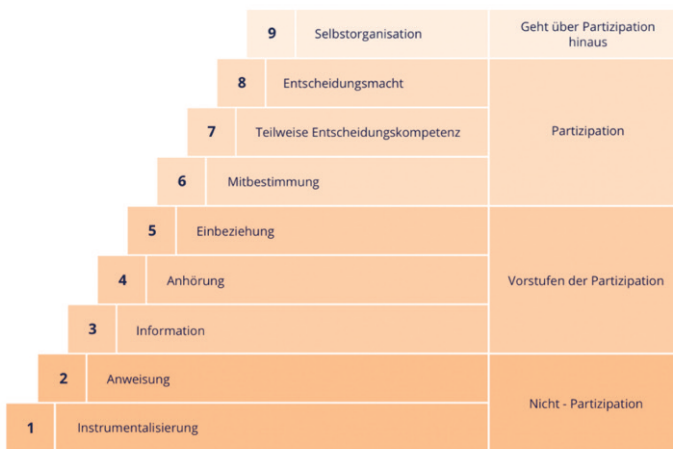 9 Selbstorganisation Geht über Partizipation
hinaus
8 Entscheidungsmacht
7 Teilweise Entscheidungskompetenz Partizipation
6 Mitbestimmung
5 Einbeziehung
4 Anhörung Vorstufen der Partizipation
3 Information
2 Anweisung
Nicht - Partizipation
1 Instrumentalisierung